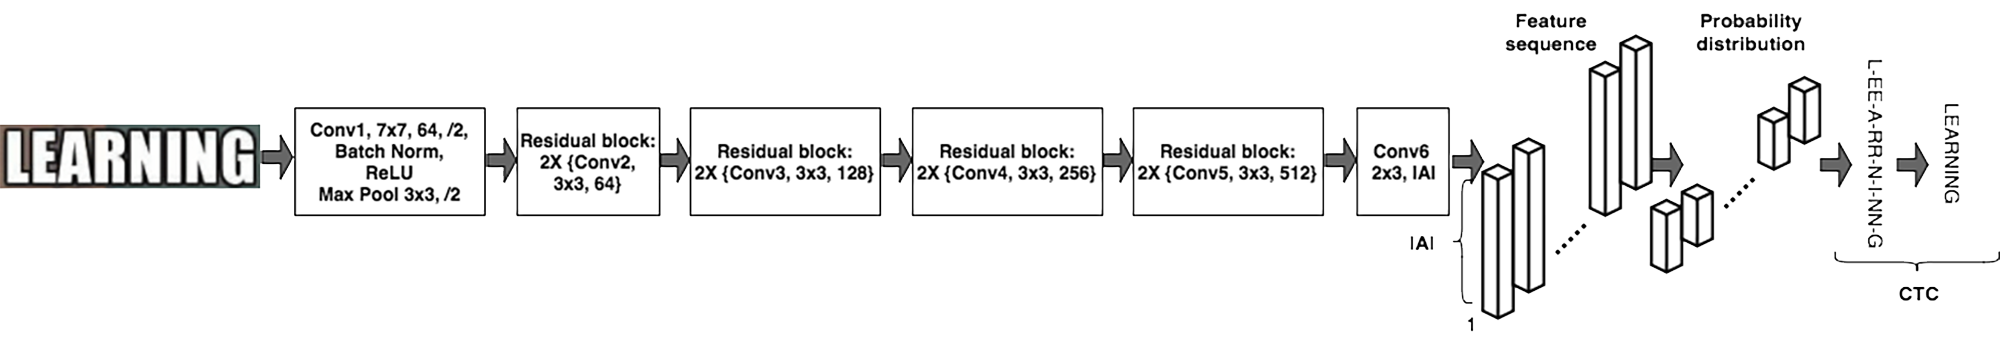 LEARNING
Conv1, 7x7, 64, /2,
Batch Norm,
ReLU
Max Pool 3x3, /2
Residual block:
2X {Conv2,
3x3, 64}
Residual block:
2X {Conv3, 3x3, 128}
Residual block:
2X {Conv4, 3x3, 256}
Residual block:
2X {Conv5, 3x3, 512}
Conv6
2x3, |A|
|A|
1
Feature
sequence
Probability
distribution
L-EE-A-RR-N-I-NN-G
LEARNING
CTC